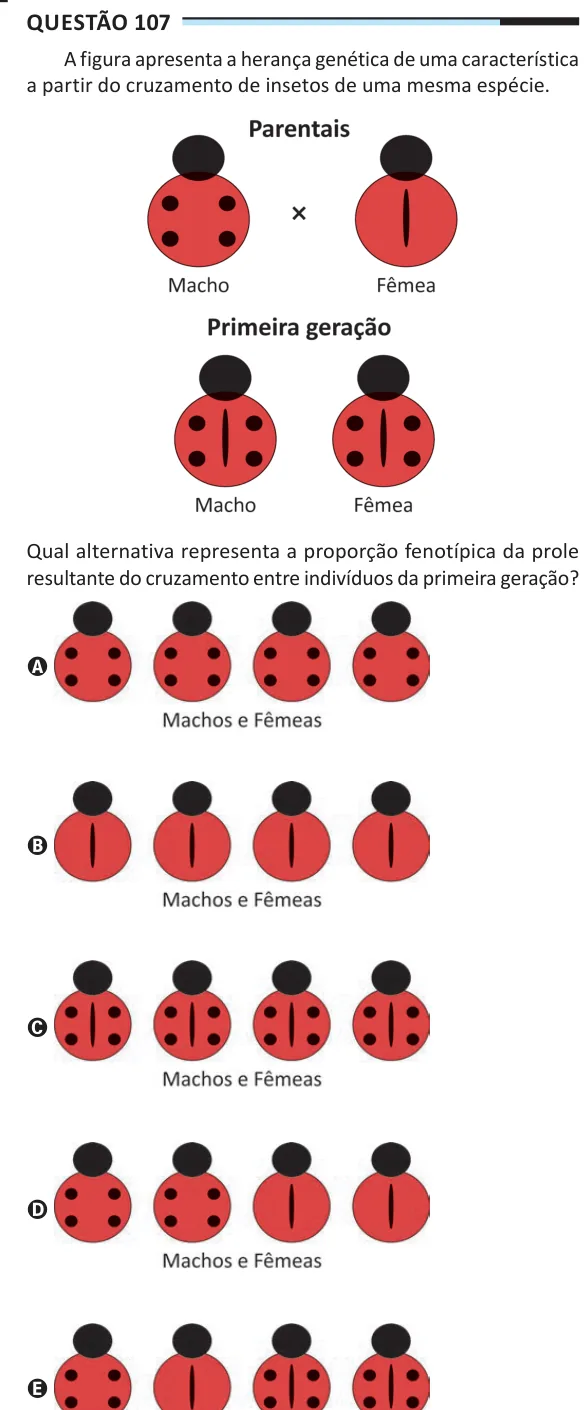 QUESTÃO 107
A figura apresenta a herança genética de uma característica
a partir do cruzamento de insetos de uma mesma espécie.
Parentais
×
Macho Fêmea
Primeira geração
Macho Fêmea
Qual alternativa representa a proporção fenotípica da prole
resultante do cruzamento entre indivíduos da primeira geração?
A
Machos e Fêmeas
B
Machos e Fêmeas
C
Machos e Fêmeas
D
Machos e Fêmeas
E